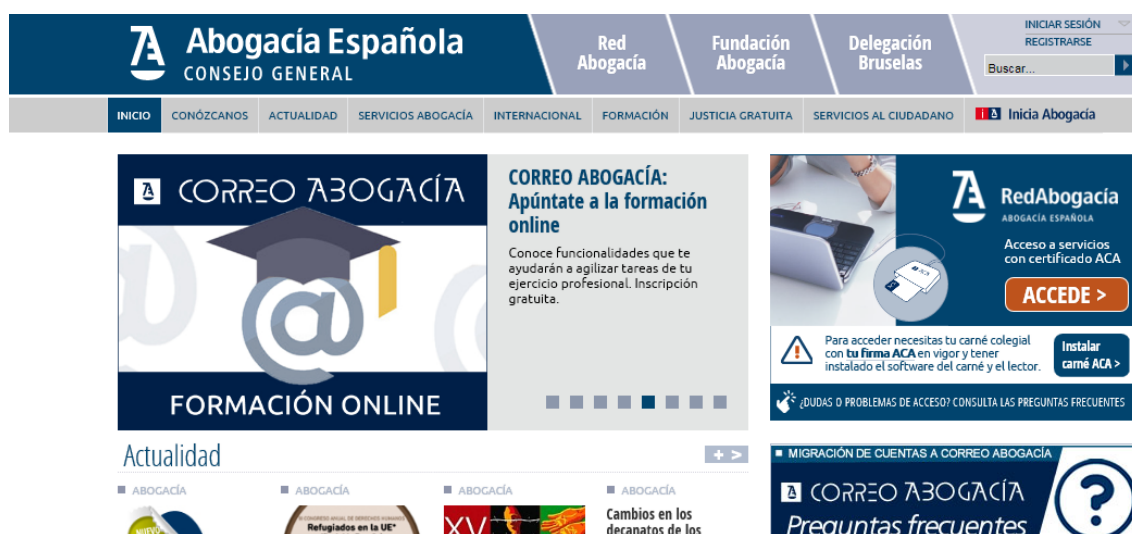 Abogacía Española
CONSEJO GENERAL
Red
Abogacía
Fundación
Abogacía
Delegación
Bruselas
INICIAR SESIÓN
REGISTRARSE
Buscar...
INICIO
CONÓZCANOS
ACTUALIDAD
SERVICIOS ABOGACÍA
INTERNACIONAL
FORMACIÓN
JUSTICIA GRATUITA
SERVICIOS AL CIUDADANO
Inicia Abogacía
CORREO ABOGACÍA
FORMACIÓN ONLINE
CORREO ABOGACÍA:
Apúntate a la formación
online
Conoce funcionalidades que te
ayudarán a agilizar tareas de tu
ejercicio profesional. Inscripción
gratuita.
RedAbogacía
ABOGACÍA ESPAÑOLA
Acceso a servicios
con certificado ACA
ACCEDE >
ACA
Para acceder necesitas tu carné colegial
con tu firma ACA en vigor y tener
instalado el software del carné y el lector.
Instalar
carné ACA >
¿DUDAS O PROBLEMAS DE ACCESO? CONSULTA LAS PREGUNTAS FRECUENTES
Actualidad
+ >
ABOGACÍA
NUEVO
ABOGACÍA
Refugiados en la UE"
ABOGACÍA
XV
ABOGACÍA
Cambios en los
decanatos de los
MIGRACIÓN DE CUENTAS A CORREO ABOGACÍA
CORREO ABOGACÍA
Preguntas frecuentes
?